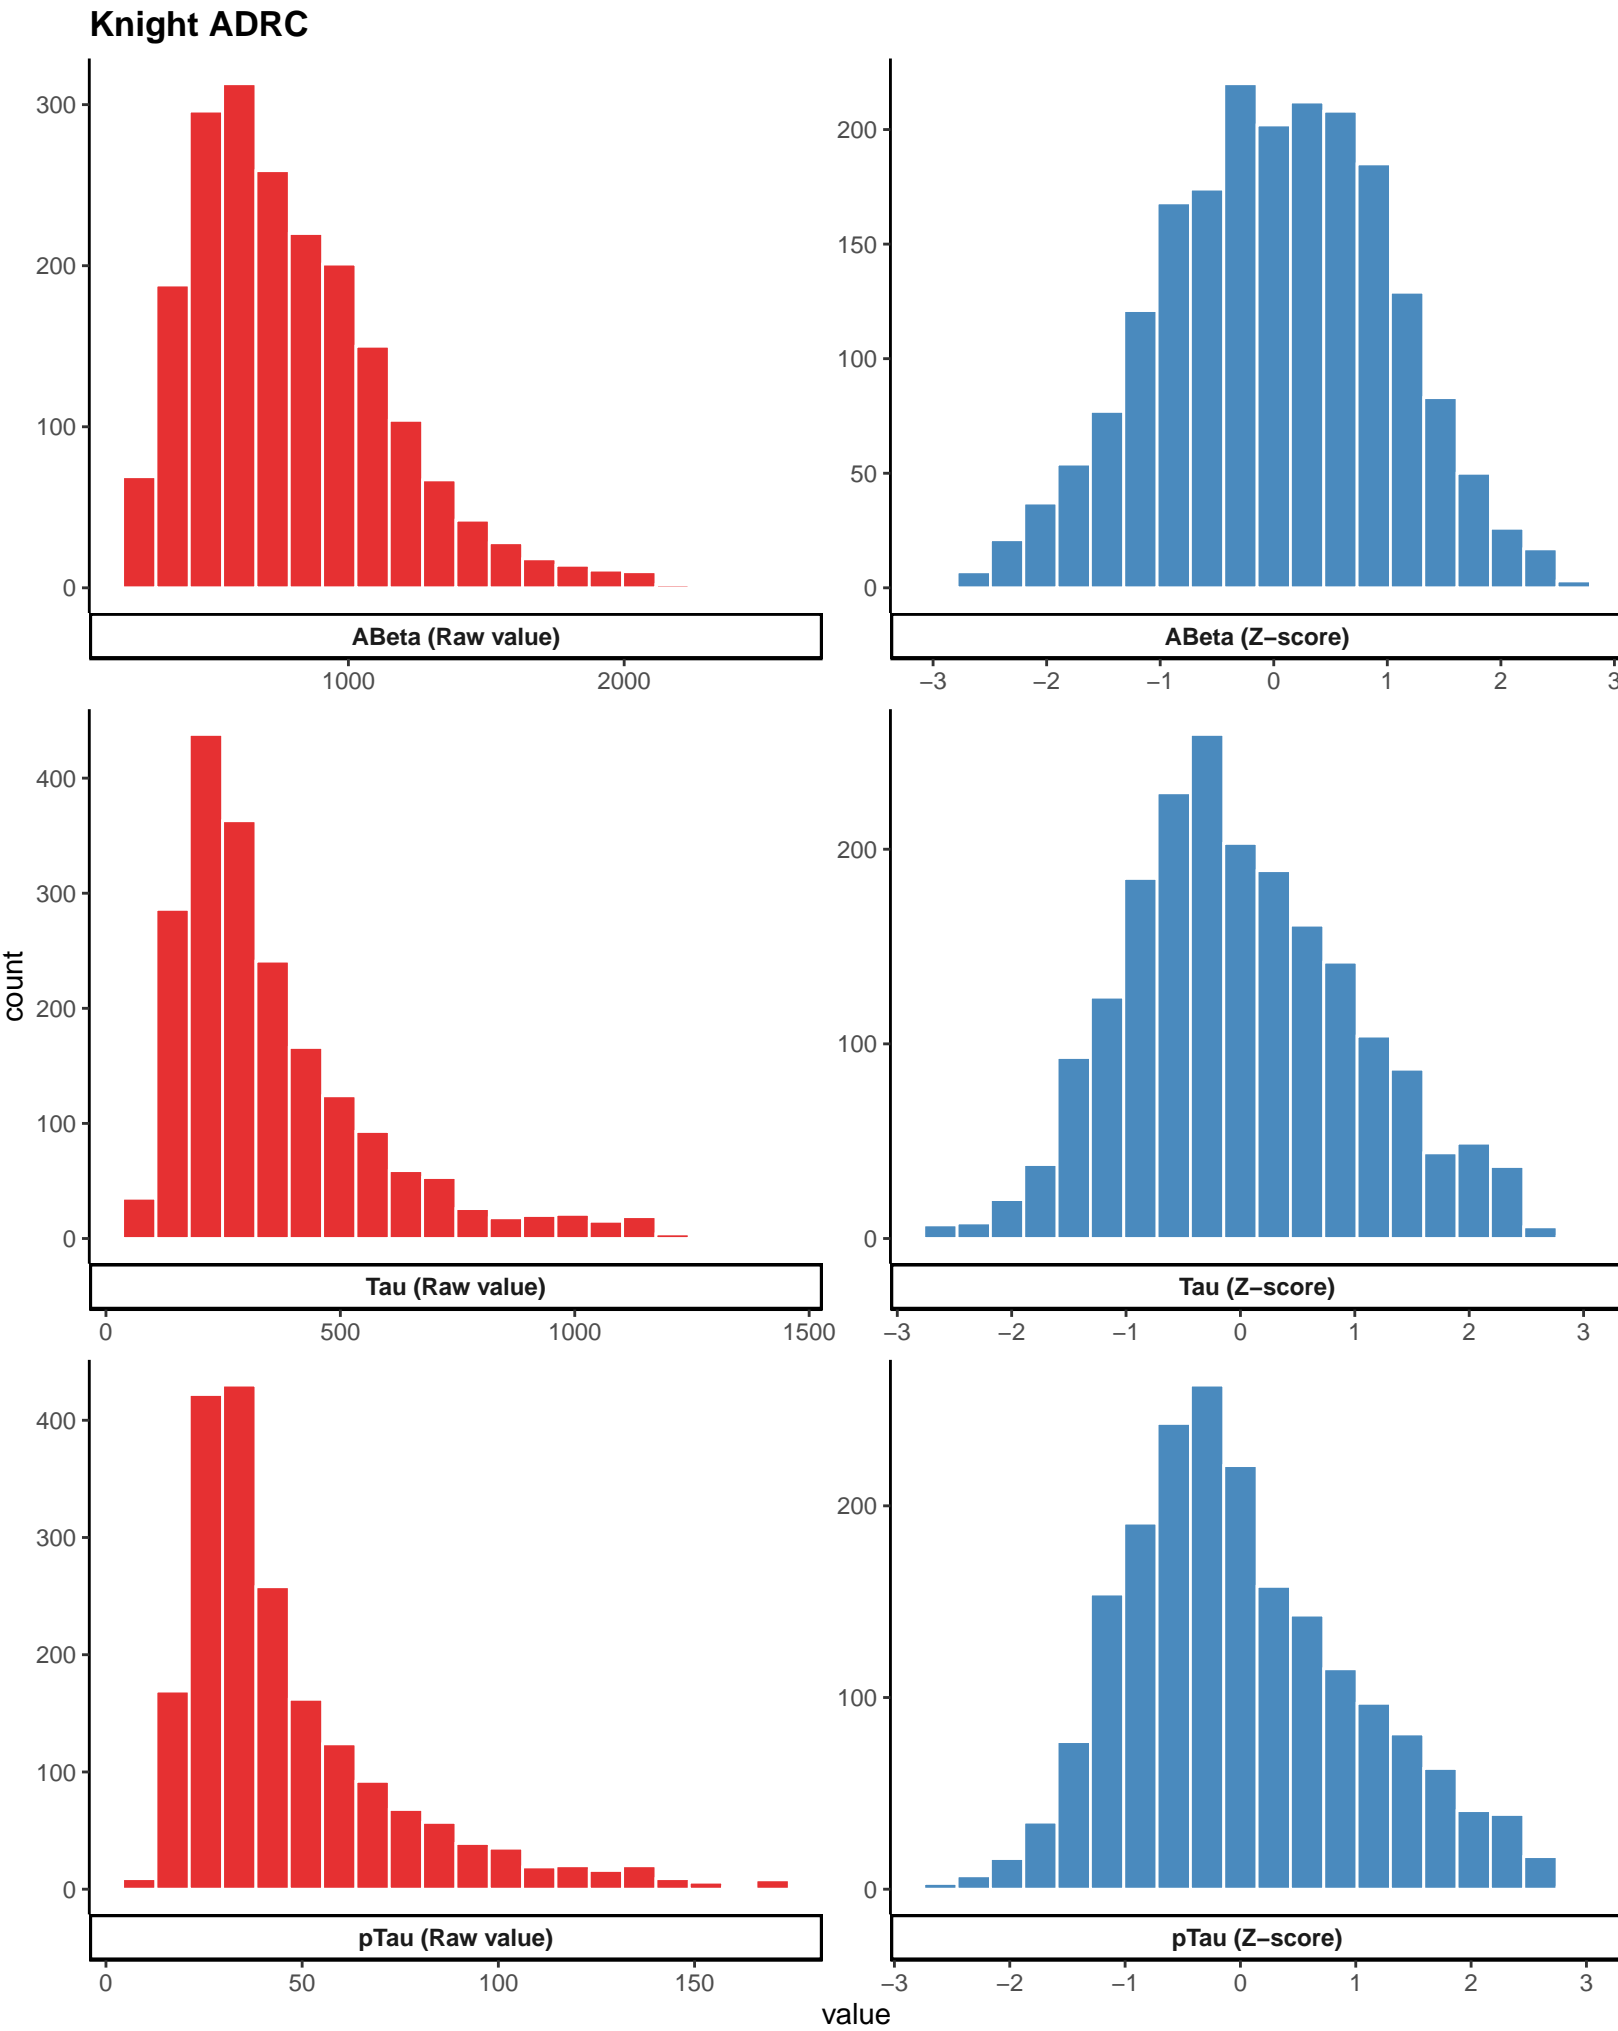 Knight ADRC
300
200
100
0
ABeta (Raw value)
1000 2000
200
150
100
50
0
ABeta (Z−score)
−3 −2 −1 0 1 2 3
count
400
300
200
100
0
Tau (Raw value)
0 500 1000 1500
200
100
0
Tau (Z−score)
−3 −2 −1 0 1 2 3
400
300
200
100
0
pTau (Raw value)
0 50 100 150
200
100
0
pTau (Z−score)
−3 −2 −1 0 1 2 3
value